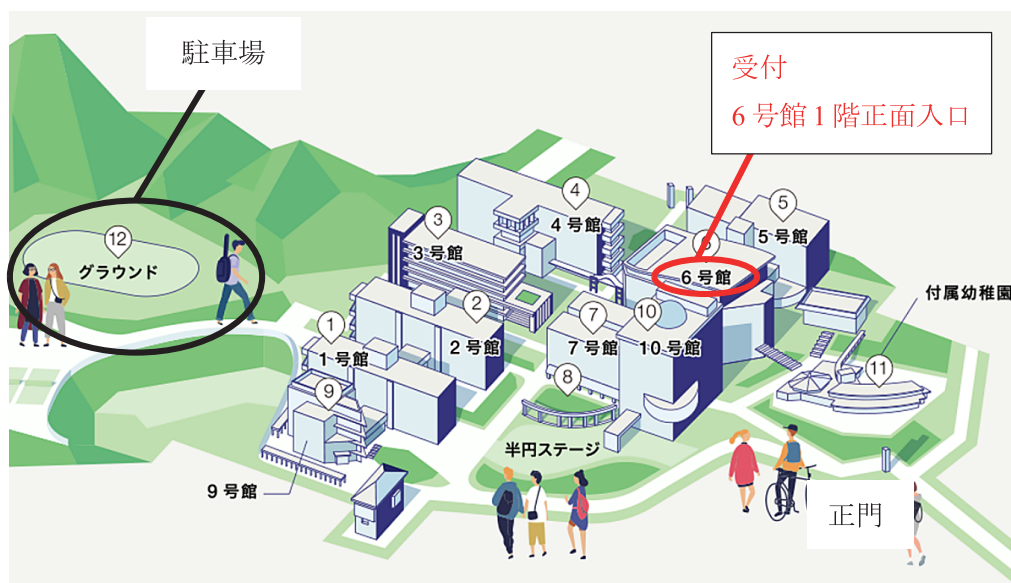 駐車場
受付
6号館1階正面入口
4
4号館
5
5号館
3
3号館
12
グラウンド
6
6号館
付属幼稚園
2
2号館
7
7号館
10
10号館
1
1号館
11
8
9
半円ステージ
9号館
正門